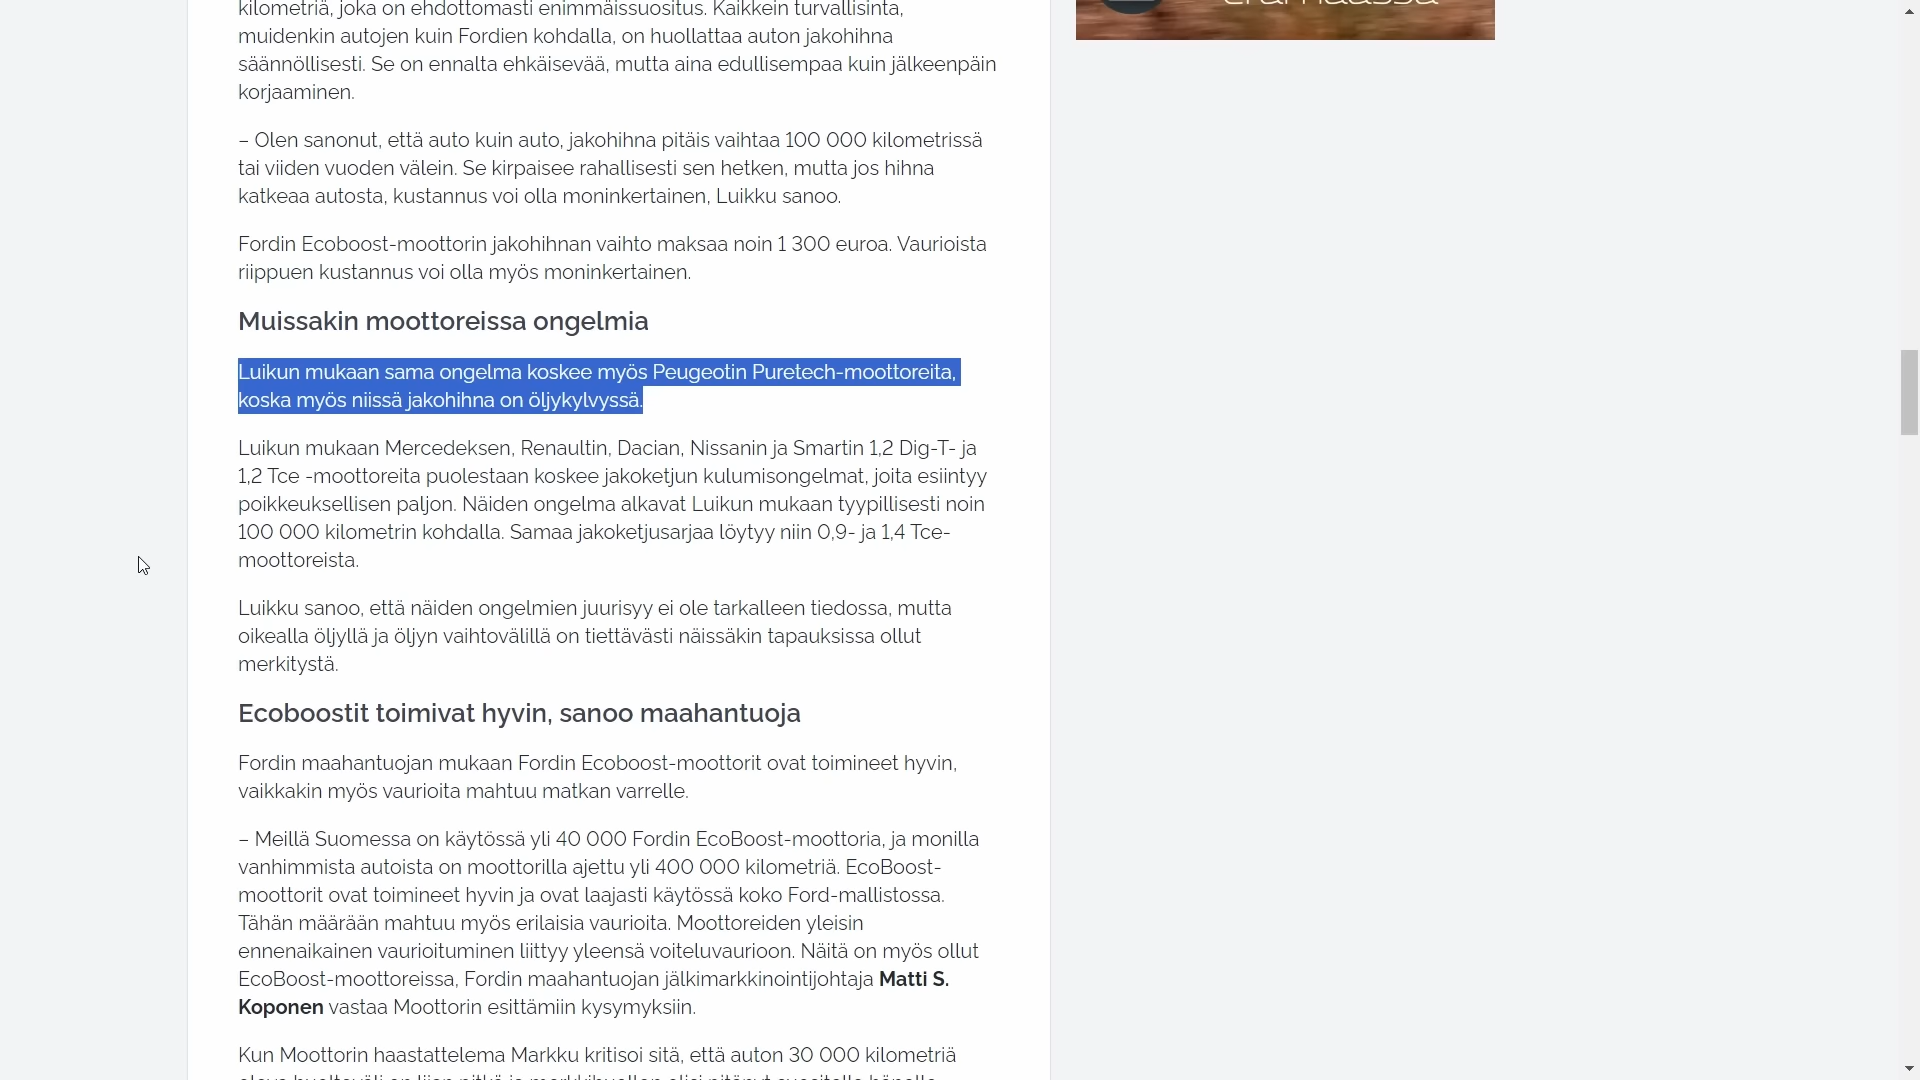 kilometriä, joka on ehdottomasti enimmäissuositus. Kaikkein turvallisinta,
muidenkin autojen kuin Fordien kohdalla, on huollattaa auton jakohihna
säännöllisesti. Se on ennalta ehkäisevää, mutta aina edullisempaa kuin jälkeenpäin
korjaaminen.
– Olen sanonut, että auto kuin auto, jakohihna pitäis vaihtaa 100 000 kilometrissä
tai viiden vuoden välein. Se kirpaisee rahallisesti sen hetken, mutta jos hihna
katkeaa autosta, kustannus voi olla moninkertainen, Luikku sanoo.
Fordin Ecoboost-moottorin jakohihnan vaihto maksaa noin 1 300 euroa. Vaurioista
riippuen kustannus voi olla myös moninkertainen.
Muissakin moottoreissa ongelmia
Luikun mukaan sama ongelma koskee myös Peugeotin Puretech-moottoreita,
koska myös niissä jakohihna on öljykylvyssä.
Luikun mukaan Mercedeksen, Renaultin, Dacian, Nissanin ja Smartin 1,2 Dig-T- ja
1,2 Tce -moottoreita puolestaan koskee jakoketjun kulumisongelmat, joita esiintyy
poikkeuksellisen paljon. Näiden ongelma alkavat Luikun mukaan tyypillisesti noin
100 000 kilometrin kohdalla. Samaa jakoketjusarjaa löytyy niin 0,9- ja 1,4 Tce-
moottoreista.
Luikku sanoo, että näiden ongelmien juurisyy ei ole tarkalleen tiedossa, mutta
oikealla öljyllä ja öljyn vaihtovälillä on tiettävästi näissäkin tapauksissa ollut
merkitystä.
Ecoboostit toimivat hyvin, sanoo maahantuoja
Fordin maahantuojan mukaan Fordin Ecoboost-moottorit ovat toimineet hyvin,
vaikkakin myös vaurioita mahtuu matkan varrelle.
– Meillä Suomessa on käytössä yli 40 000 Fordin EcoBoost-moottoria, ja monilla
vanhimmista autoista on moottorilla ajettu yli 400 000 kilometriä. EcoBoost-
moottorit ovat toimineet hyvin ja ovat laajasti käytössä koko Ford-mallistossa.
Tähän määrään mahtuu myös erilaisia vaurioita. Moottoreiden yleisin
ennenaikainen vaurioituminen liittyy yleensä voiteluvaurioon. Näitä on myös ollut
EcoBoost-moottoreissa, Fordin maahantuojan jälkimarkkinointijohtaja Matti S.
Koponen vastaa Moottorin esittämiin kysymyksiin.
Kun Moottorin haastattelema Markku kritisoi sitä, että auton 30 000 kilometriä